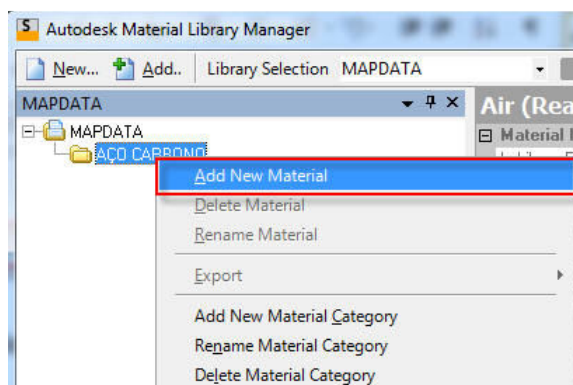 Autodesk Material Library Manager
New... Add.. Library Selection MAPDATA
MAPDATA
Air (Rea
MAPDATA
Material
AÇO CARBONO
Add New Material
Delete Material
Rename Material
Export
Add New Material Category
Rename Material Category
Delete Material Category